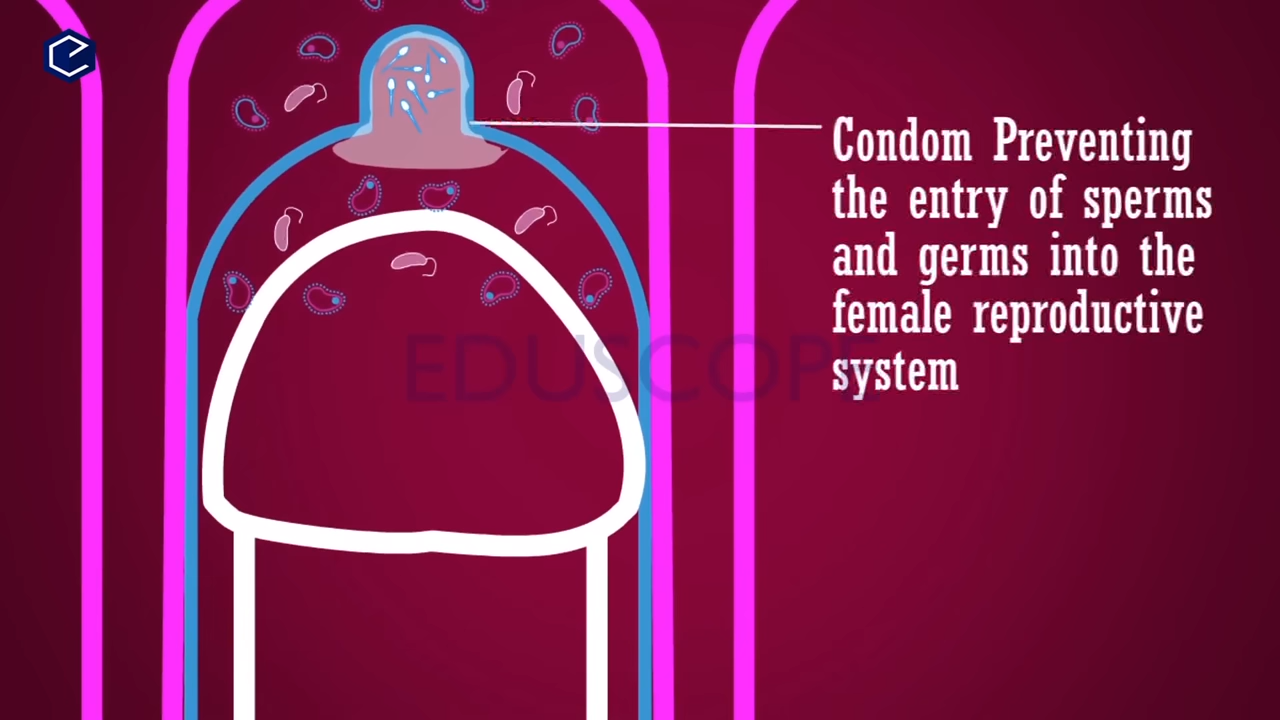 Condom Preventing
the entry of sperms
and germs into the
female reproductive
system
EDUSCOPE